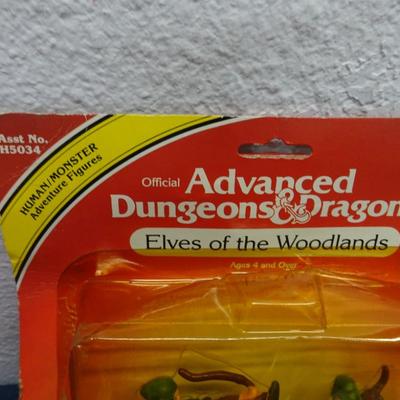 Asst No.
H5034
HUMAN/MONSTER
Adventure Figures
Official Advanced
Dungeons & Dragon
Elves of the Woodlands
Ages 4 and Over